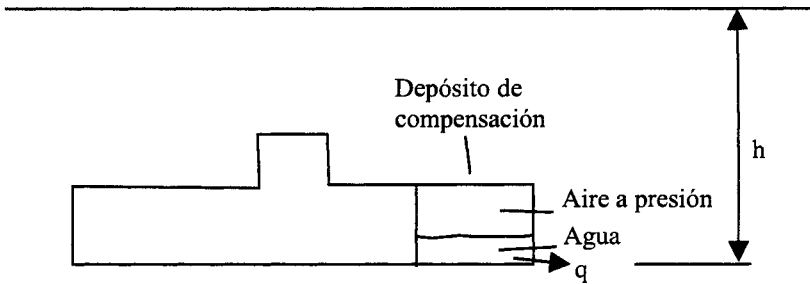 Depósito de
compensación
h
Aire a presión
Agua
q